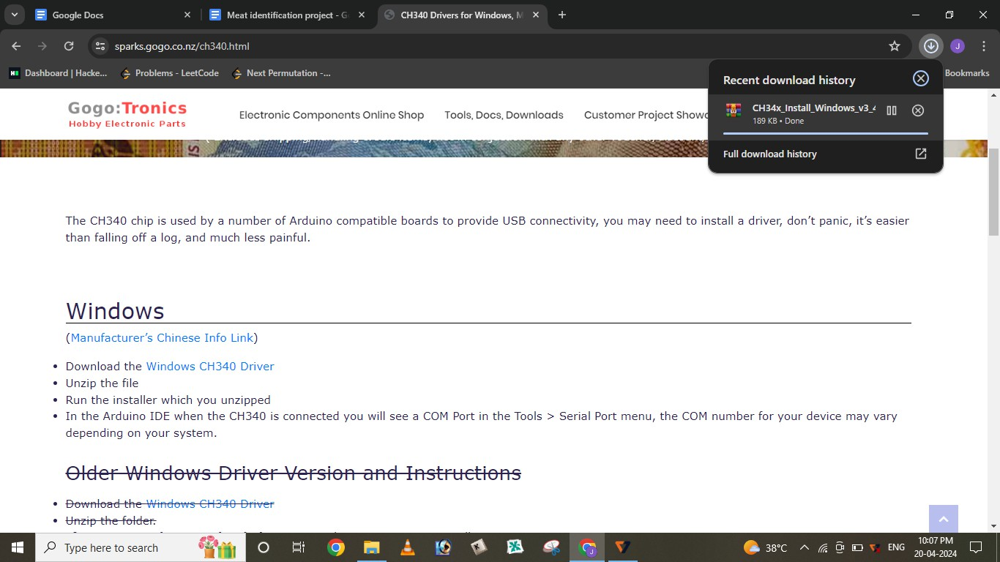 Google Docs
Meat identification project - G
CH340 Drivers for Windows, M
sparks.gogo.co.nz/ch340.html
J
Dashboard | Hacke...
Problems - LeetCode
Next Permutation -...
Bookmarks
Recent download history
CH34x_Install_Windows_v3_4
189 KB • Done
Full download history
Gogo:Tronics
Hobby Electronic Parts
Electronic Components Online Shop
Tools, Docs, Downloads
Customer Project Showc
The CH340 chip is used by a number of Arduino compatible boards to provide USB connectivity, you may need to install a driver, don’t panic, it’s easier
than falling off a log, and much less painful.
Windows
(Manufacturer’s Chinese Info Link)
• Download the Windows CH340 Driver
• Unzip the file
• Run the installer which you unzipped
• In the Arduino IDE when the CH340 is connected you will see a COM Port in the Tools > Serial Port menu, the COM number for your device may vary
depending on your system.
Older Windows Driver Version and Instructions
• Download the Windows CH340 Driver
• Unzip the folder.
Type here to search
38°C
ENG
10:07 PM
20-04-2024